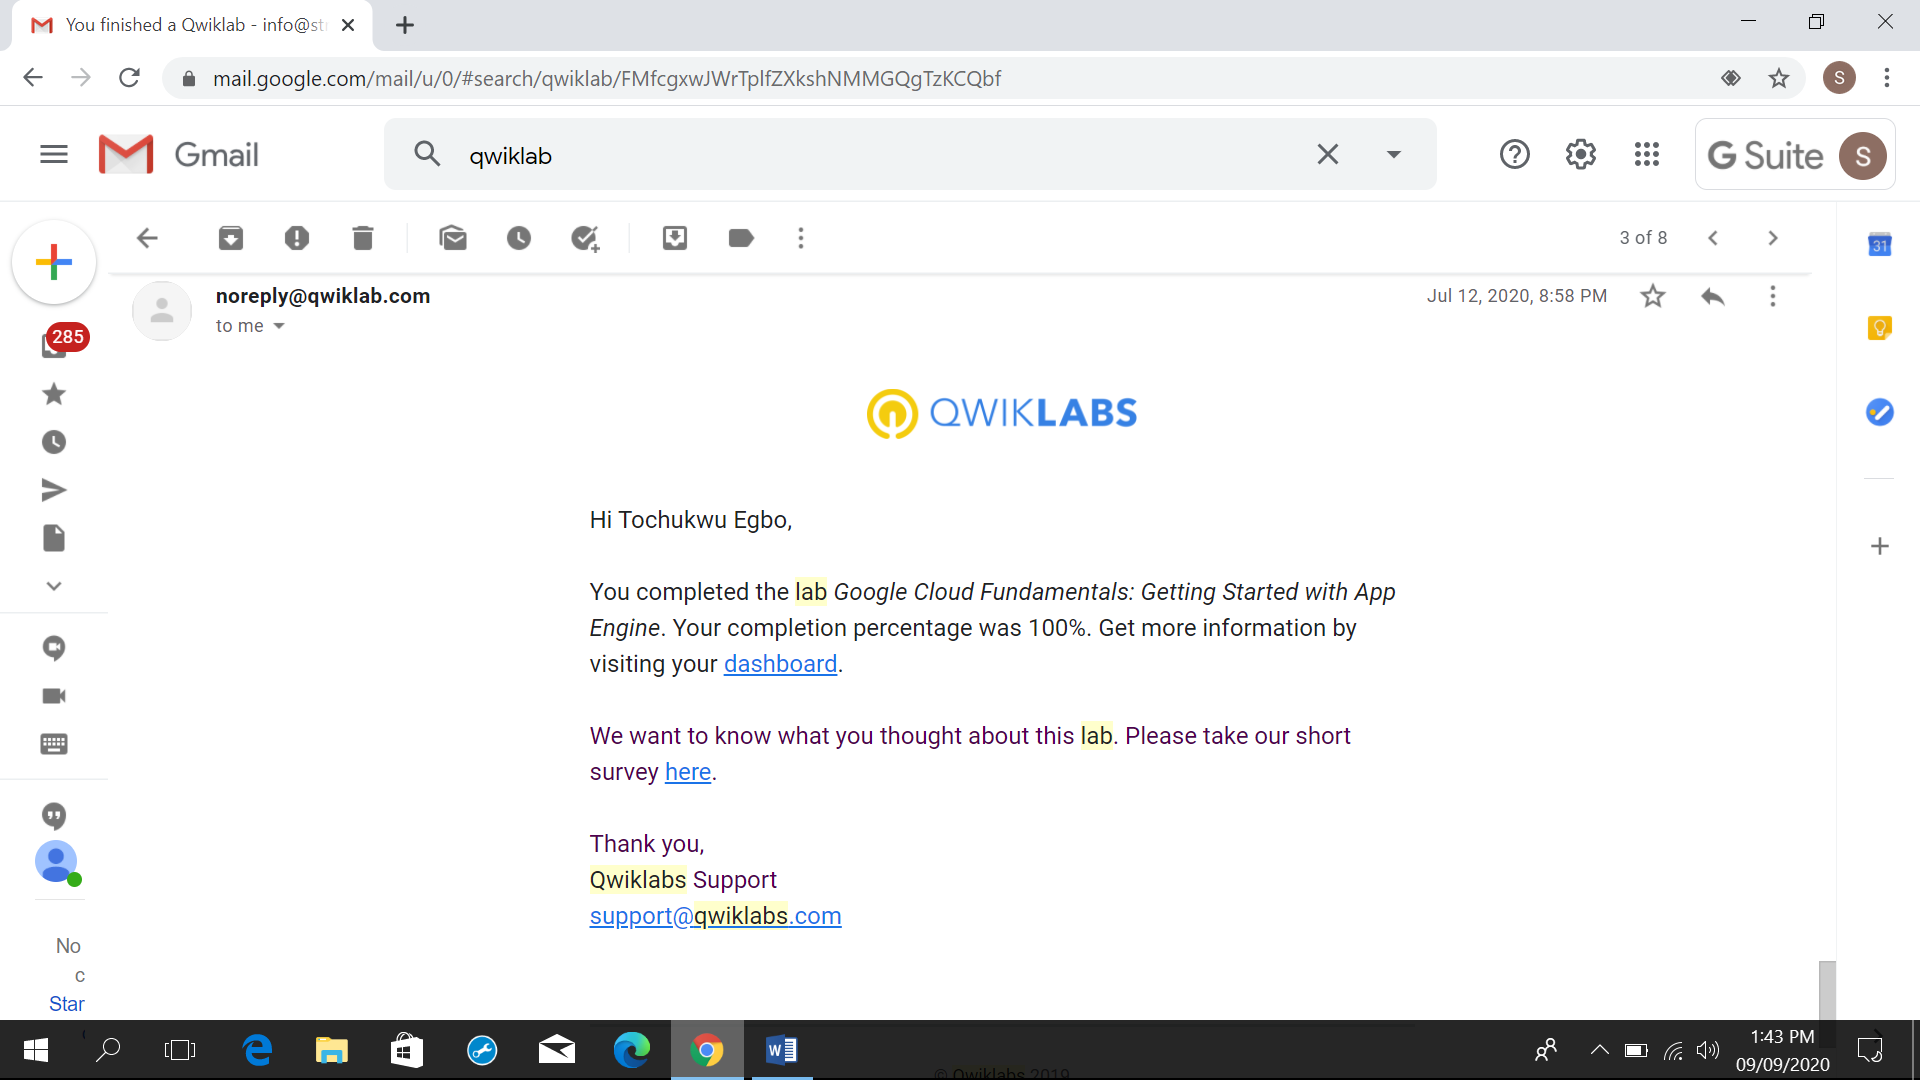 You finished a Qwiklab - info@st
mail.google.com/mail/u/0/#search/qwiklab/FMfcgxwJWrTplfZXkshNMMGQgTzKCQbf
S
Gmail
qwiklab
G Suite
S
3 of 8
31
noreply@qwiklab.com
Jul 12, 2020, 8:58 PM
to me
285
QWIKLABS
Hi Tochukwu Egbo,
You completed the lab Google Cloud Fundamentals: Getting Started with App
Engine. Your completion percentage was 100%. Get more information by
visiting your dashboard.
We want to know what you thought about this lab. Please take our short
survey here.
Thank you,
Qwiklabs Support
support@qwiklabs.com
No
c
Star
© Qwiklabs 2019
W
1:43 PM
09/09/2020